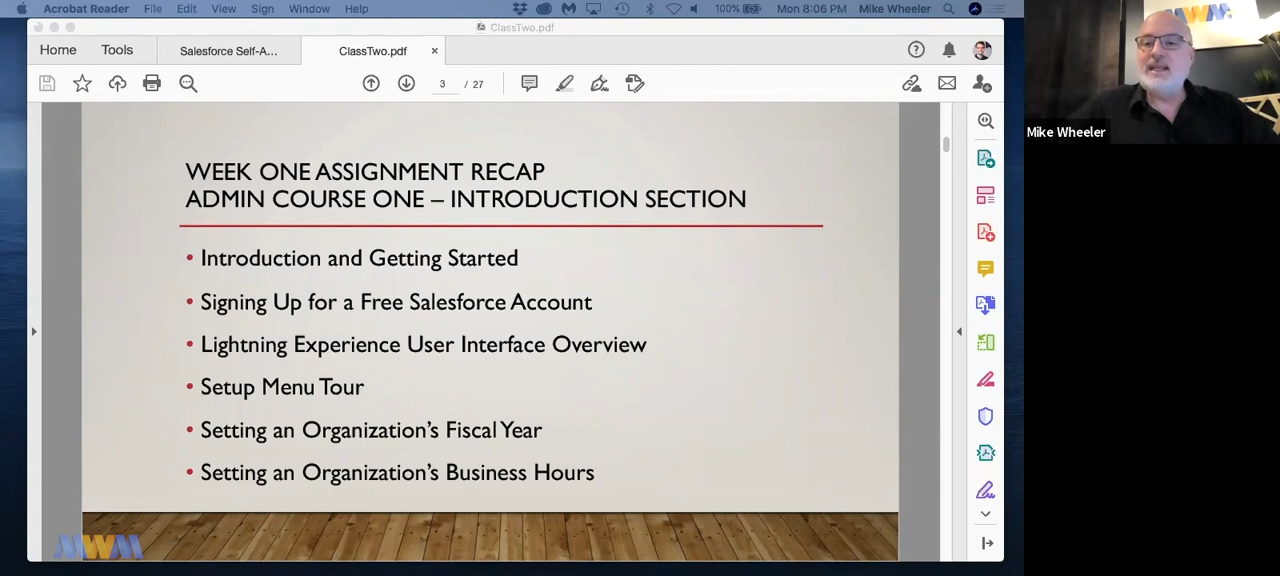 Acrobat Reader File Edit View Sign Window Help 100% Mon 8:06 PM Mike Wheeler
ClassTwo.pdf
Home Tools Salesforce Self-A... ClassTwo.pdf ×
3 / 27
WEEK ONE ASSIGNMENT RECAP
ADMIN COURSE ONE – INTRODUCTION SECTION
• Introduction and Getting Started
• Signing Up for a Free Salesforce Account
• Lightning Experience User Interface Overview
• Setup Menu Tour
• Setting an Organization's Fiscal Year
• Setting an Organization's Business Hours
MWM
MWM
Mike Wheeler